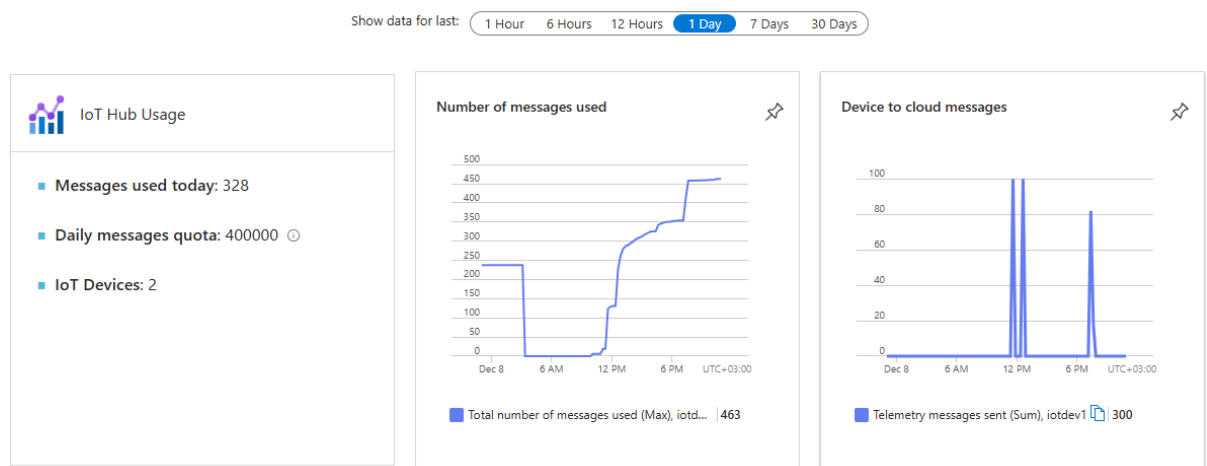 Show data for last: 1 Hour 6 Hours 12 Hours 1 Day 7 Days 30 Days
IoT Hub Usage
Messages used today: 328
Daily messages quota: 400000
IoT Devices: 2
Number of messages used
500
450
400
350
300
250
200
150
100
50
0
Dec 8 6 AM 12 PM 6 PM UTC+03:00
Total number of messages used (Max), iotd... 463
Device to cloud messages
100
80
60
40
20
0
Dec 8 6 AM 12 PM 6 PM UTC+03:00
Telemetry messages sent (Sum), iotdev1 300